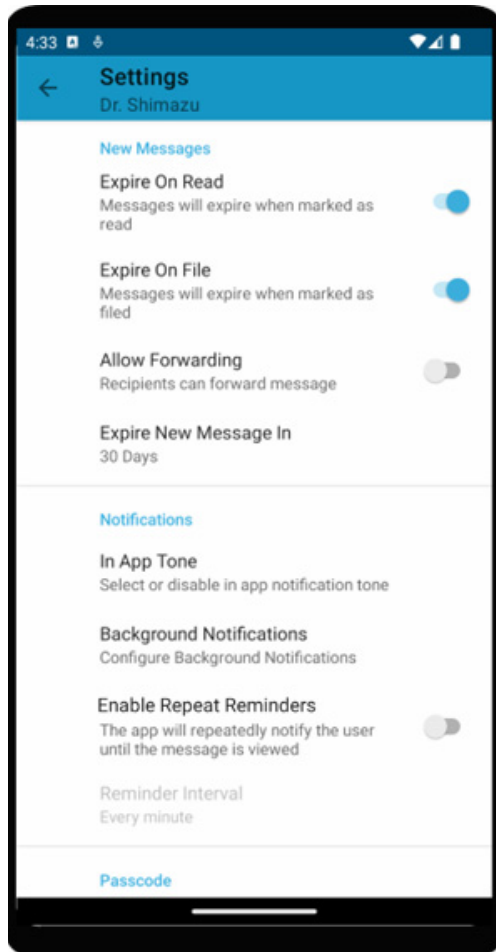 4:33
Settings
Dr. Shimazu
New Messages
Expire On Read
Messages will expire when marked as
read
Expire On File
Messages will expire when marked as
filed
Allow Forwarding
Recipients can forward message
Expire New Message In
30 Days
Notifications
In App Tone
Select or disable in app notification tone
Background Notifications
Configure Background Notifications
Enable Repeat Reminders
The app will repeatedly notify the user
until the message is viewed
Reminder Interval
Every minute
Passcode